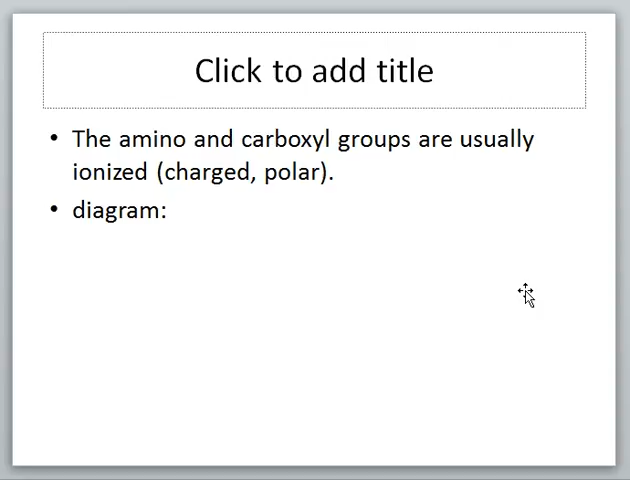 Click to add title
• The amino and carboxyl groups are usually
ionized (charged, polar).
• diagram: